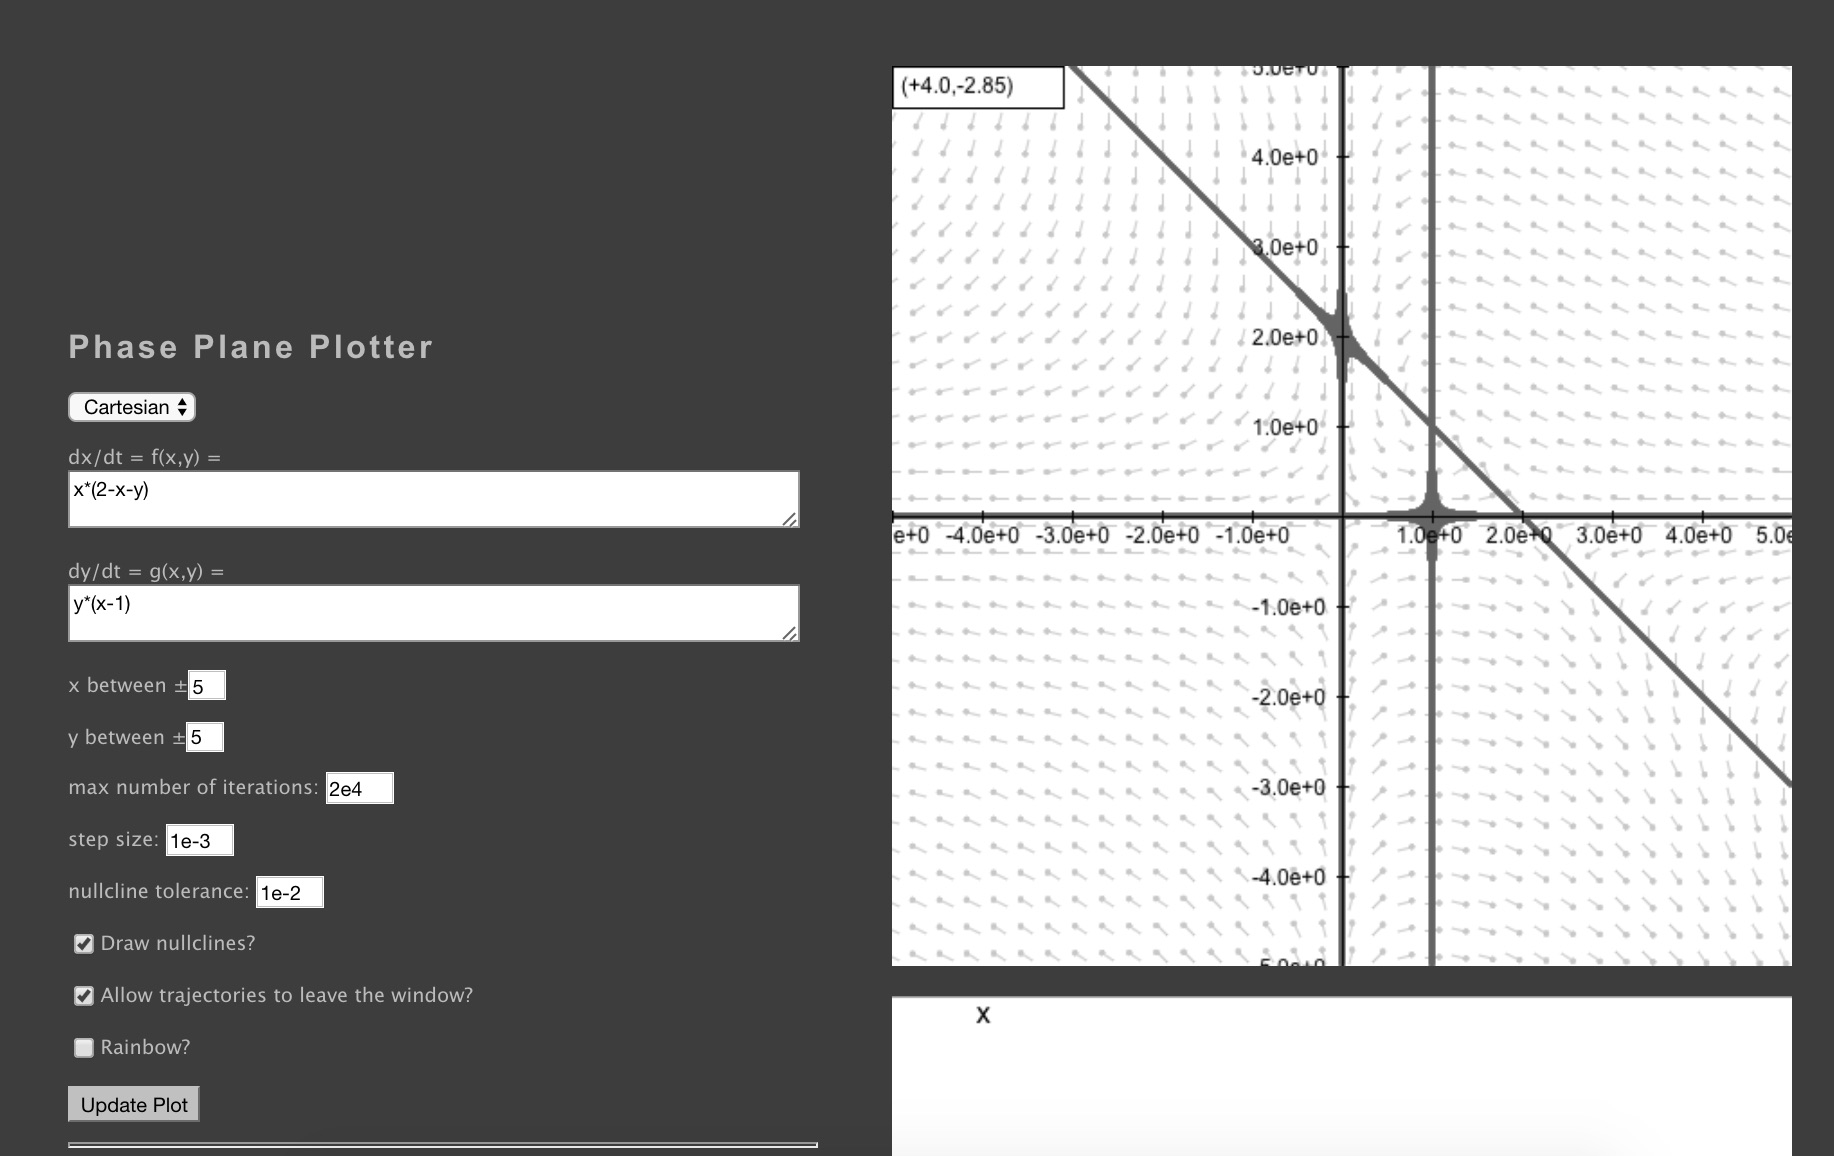 Phase Plane Plotter
Cartesian
dx/dt = f(x,y) =
x*(2-x-y)
dy/dt = g(x,y) =
y*(x-1)
x between ±5
y between ±5
max number of iterations: 2e4
step size: 1e-3
nullcline tolerance: 1e-2
Draw nullclines?
Allow trajectories to leave the window?
Rainbow?
Update Plot
(+4.0,-2.85)
5.0e+0
4.0e+0
3.0e+0
2.0e+0
1.0e+0
e+0 -4.0e+0 -3.0e+0 -2.0e+0 -1.0e+0 1.0e+0 2.0e+0 3.0e+0 4.0e+0 5.0e
-1.0e+0
-2.0e+0
-3.0e+0
-4.0e+0
-5.0e+0
x